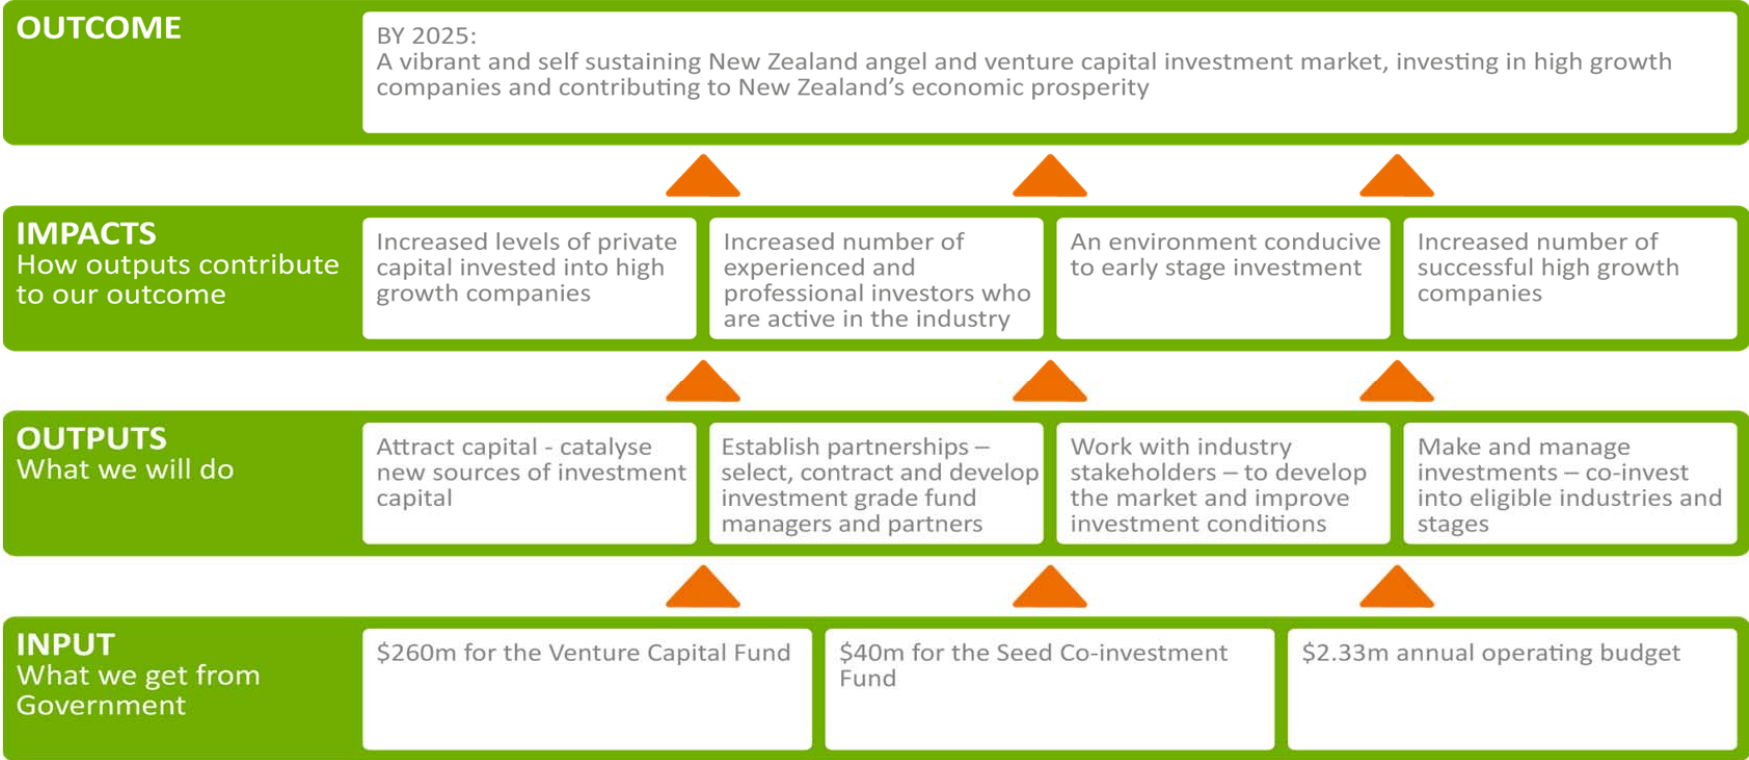 OUTCOME
BY 2025:
A vibrant and self sustaining New Zealand angel and venture capital investment market, investing in high growth
companies and contributing to New Zealand’s economic prosperity
IMPACTS
How outputs contribute
to our outcome
Increased levels of private
capital invested into high
growth companies
Increased number of
experienced and
professional investors who
are active in the industry
An environment conducive
to early stage investment
Increased number of
successful high growth
companies
OUTPUTS
What we will do
Attract capital - catalyse
new sources of investment
capital
Establish partnerships –
select, contract and develop
investment grade fund
managers and partners
Work with industry
stakeholders – to develop
the market and improve
investment conditions
Make and manage
investments – co-invest
into eligible industries and
stages
INPUT
What we get from
Government
$260m for the Venture Capital Fund
$40m for the Seed Co-investment
Fund
$2.33m annual operating budget